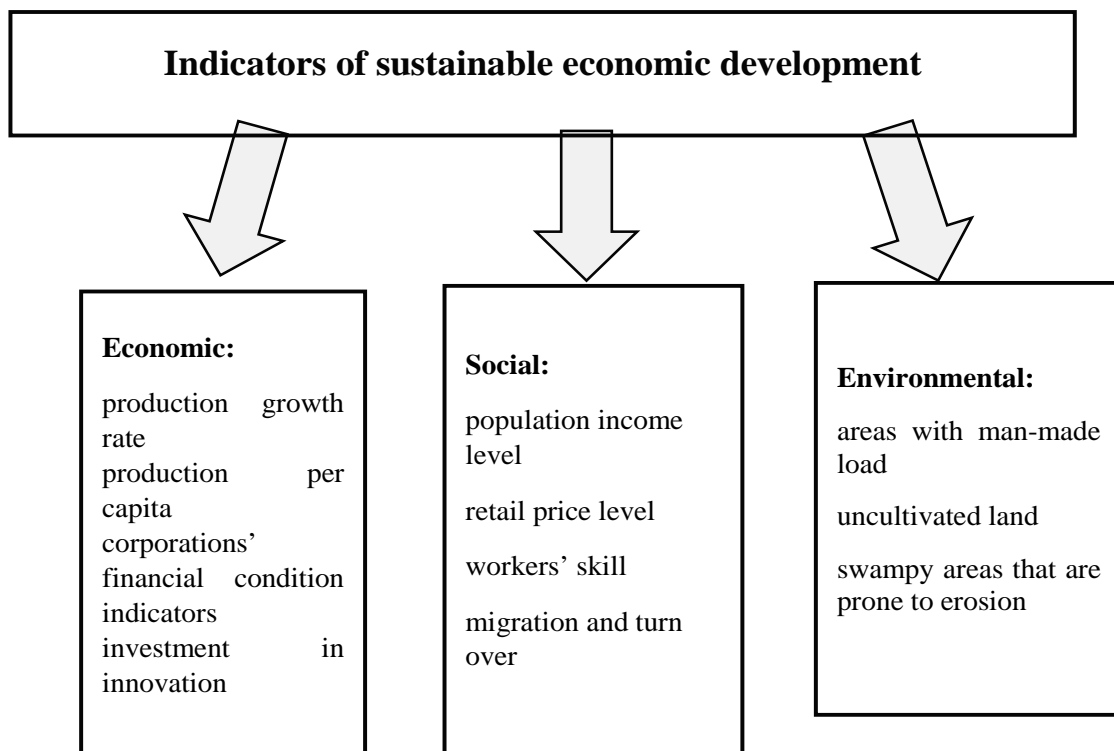 Indicators of sustainable economic development
Economic:
production growth
rate
production per
capita
corporations’
financial condition
indicators
investment in
innovation
Social:
population income
level
retail price level
workers’ skill
migration and turn
over
Environmental:
areas with man-made
load
uncultivated land
swampy areas that are
prone to erosion